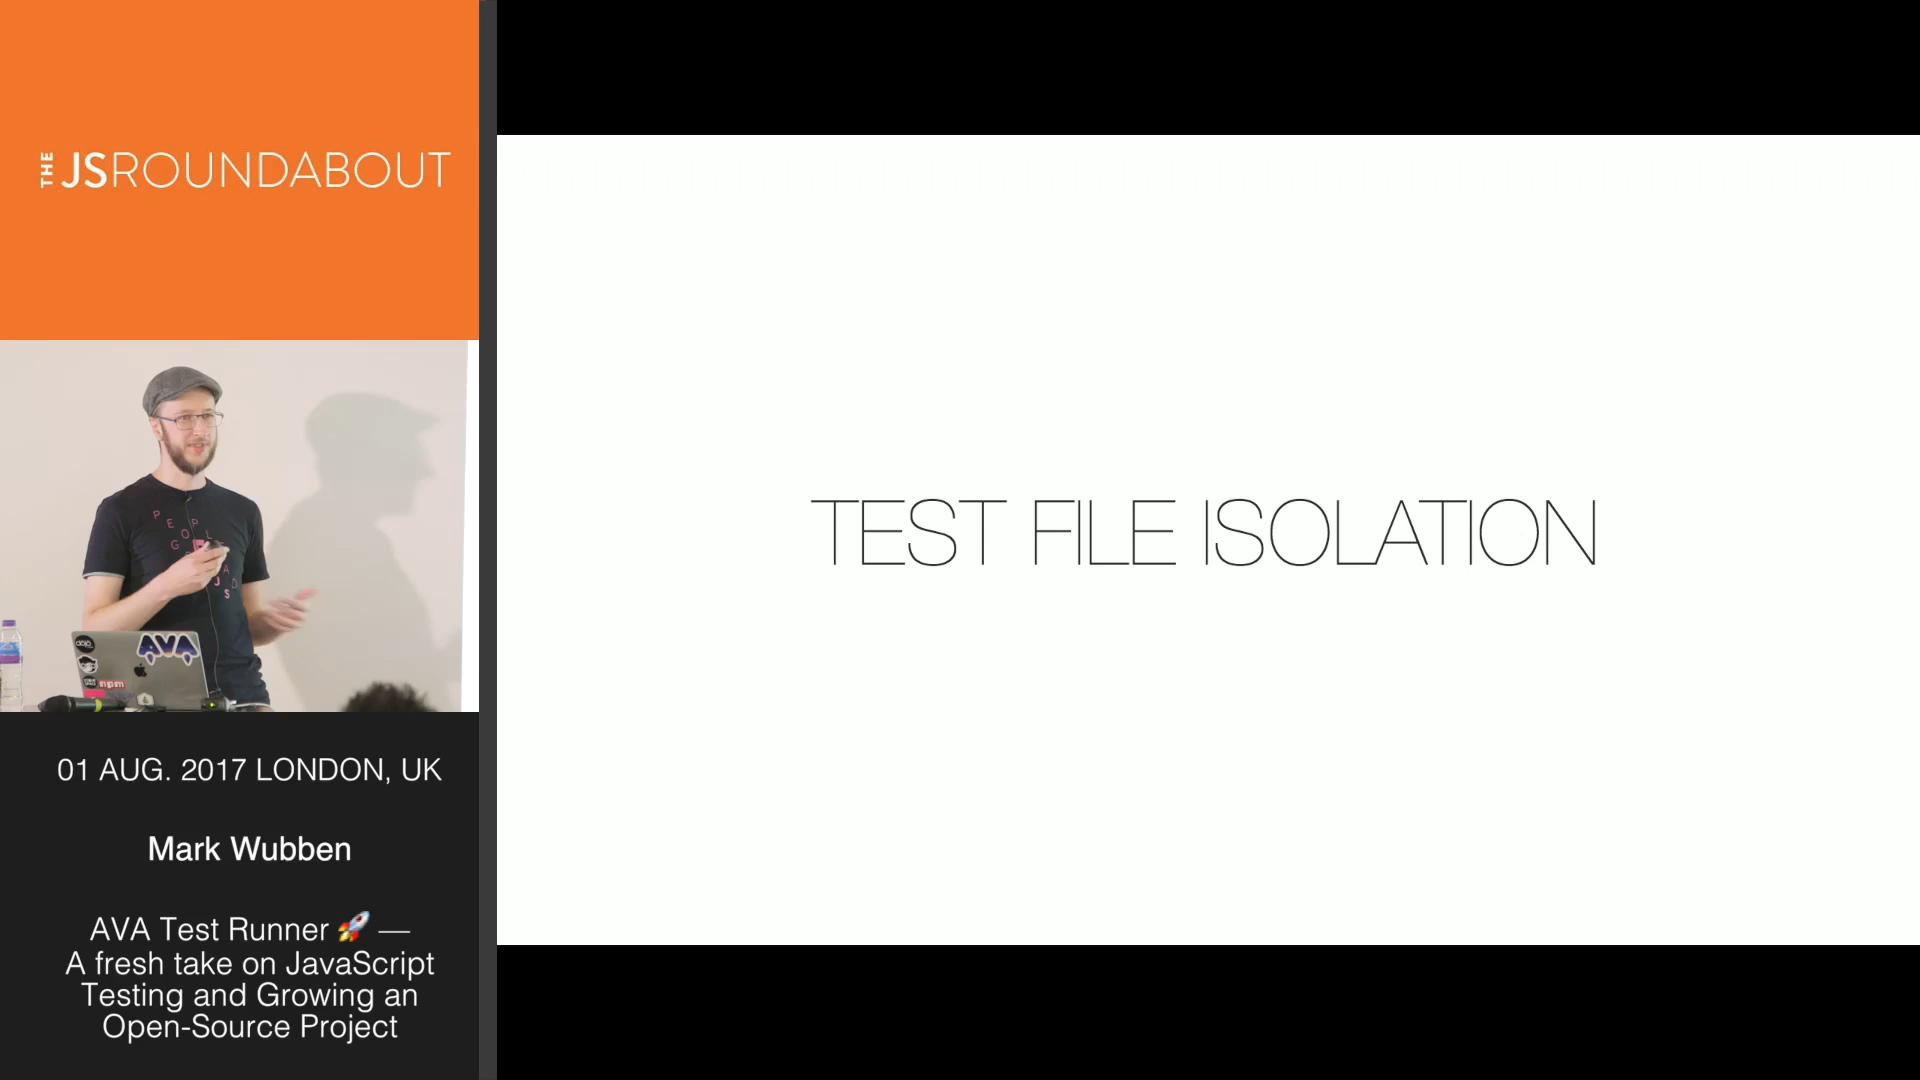 THE JSROUNDABOUT
TEST FILE ISOLATION
AVA
npm
01 AUG. 2017 LONDON, UK
Mark Wubben
AVA Test Runner 🚀 —
A fresh take on JavaScript
Testing and Growing an
Open-Source Project